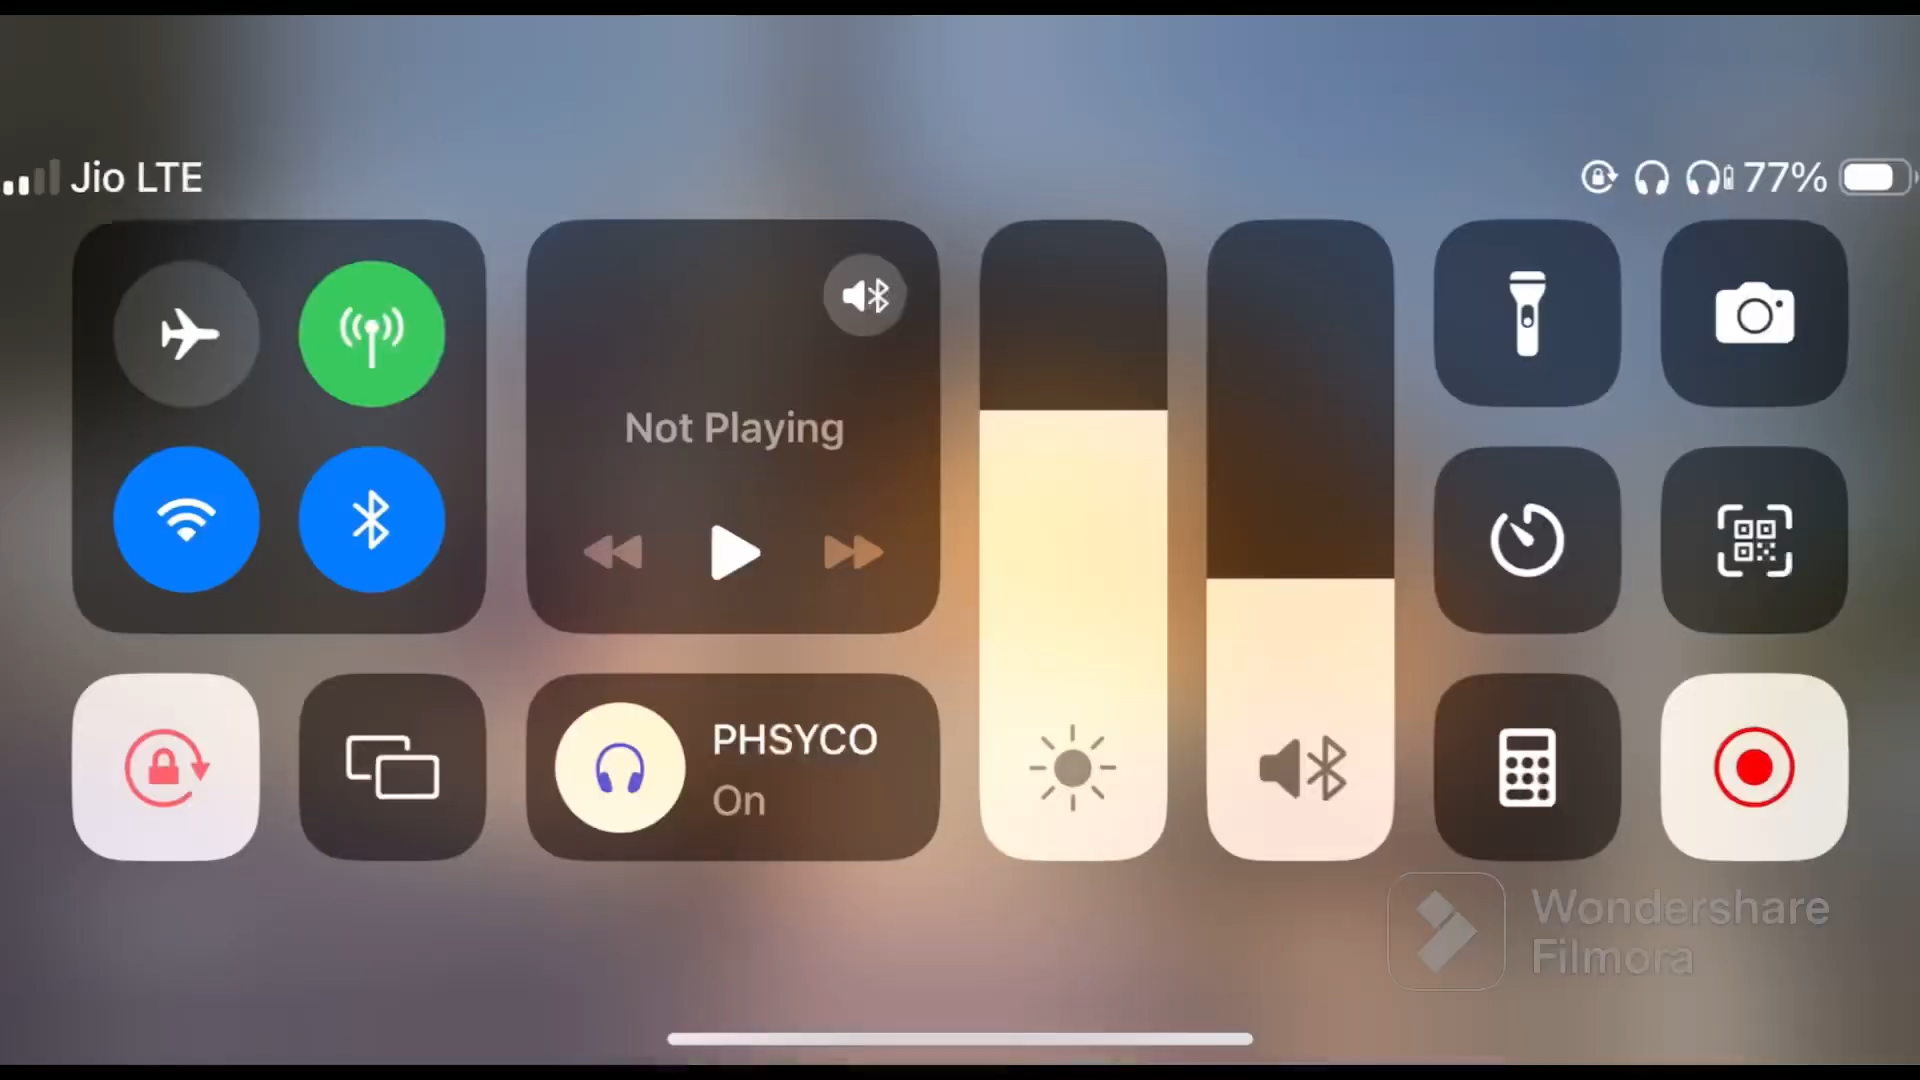 Jio LTE
77%
Not Playing
PHSYCO
On
Wondershare
Filmora